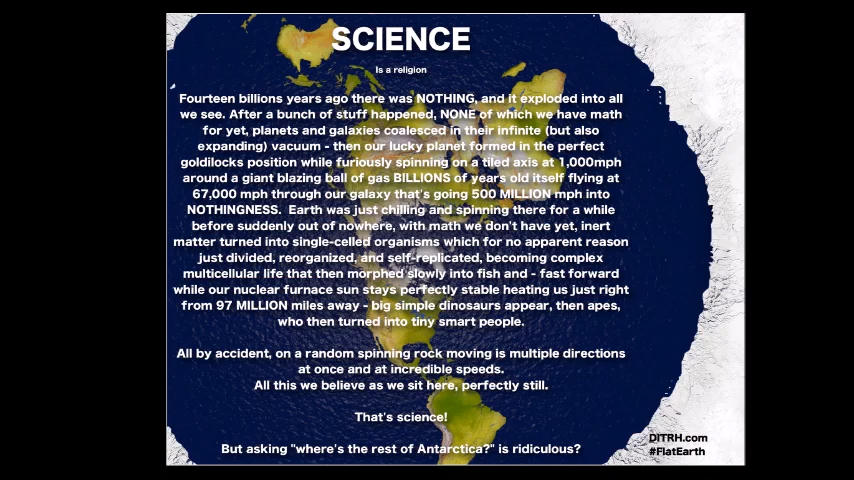 SCIENCE
Is a religion
Fourteen billions years ago there was NOTHING, and it exploded into all
we see. After a bunch of stuff happened, NONE of which we have math
for yet, planets and galaxies coalesced in their infinite (but also
expanding) vacuum - then our lucky planet formed in the perfect
goldilocks position while furiously spinning on a tiled axis at 1,000mph
around a giant blazing ball of gas BILLIONS of years old itself flying at
67,000 mph through our galaxy that's going 500 MILLION mph into
NOTHINGNESS. Earth was just chilling and spinning there for a while
before suddenly out of nowhere, with math we don't have yet, inert
matter turned into single-celled organisms which for no apparent reason
just divided, reorganized, and self-replicated, becoming complex
multicellular life that then morphed slowly into fish and - fast forward
while our nuclear furnace sun stays perfectly stable heating us just right
from 97 MILLION miles away - big simple dinosaurs appear, then apes,
who then turned into tiny smart people.
All by accident, on a random spinning rock moving is multiple directions
at once and at incredible speeds.
All this we believe as we sit here, perfectly still.
That's science!
But asking "where's the rest of Antarctica?" is ridiculous?
DITRH.com
#FlatEarth